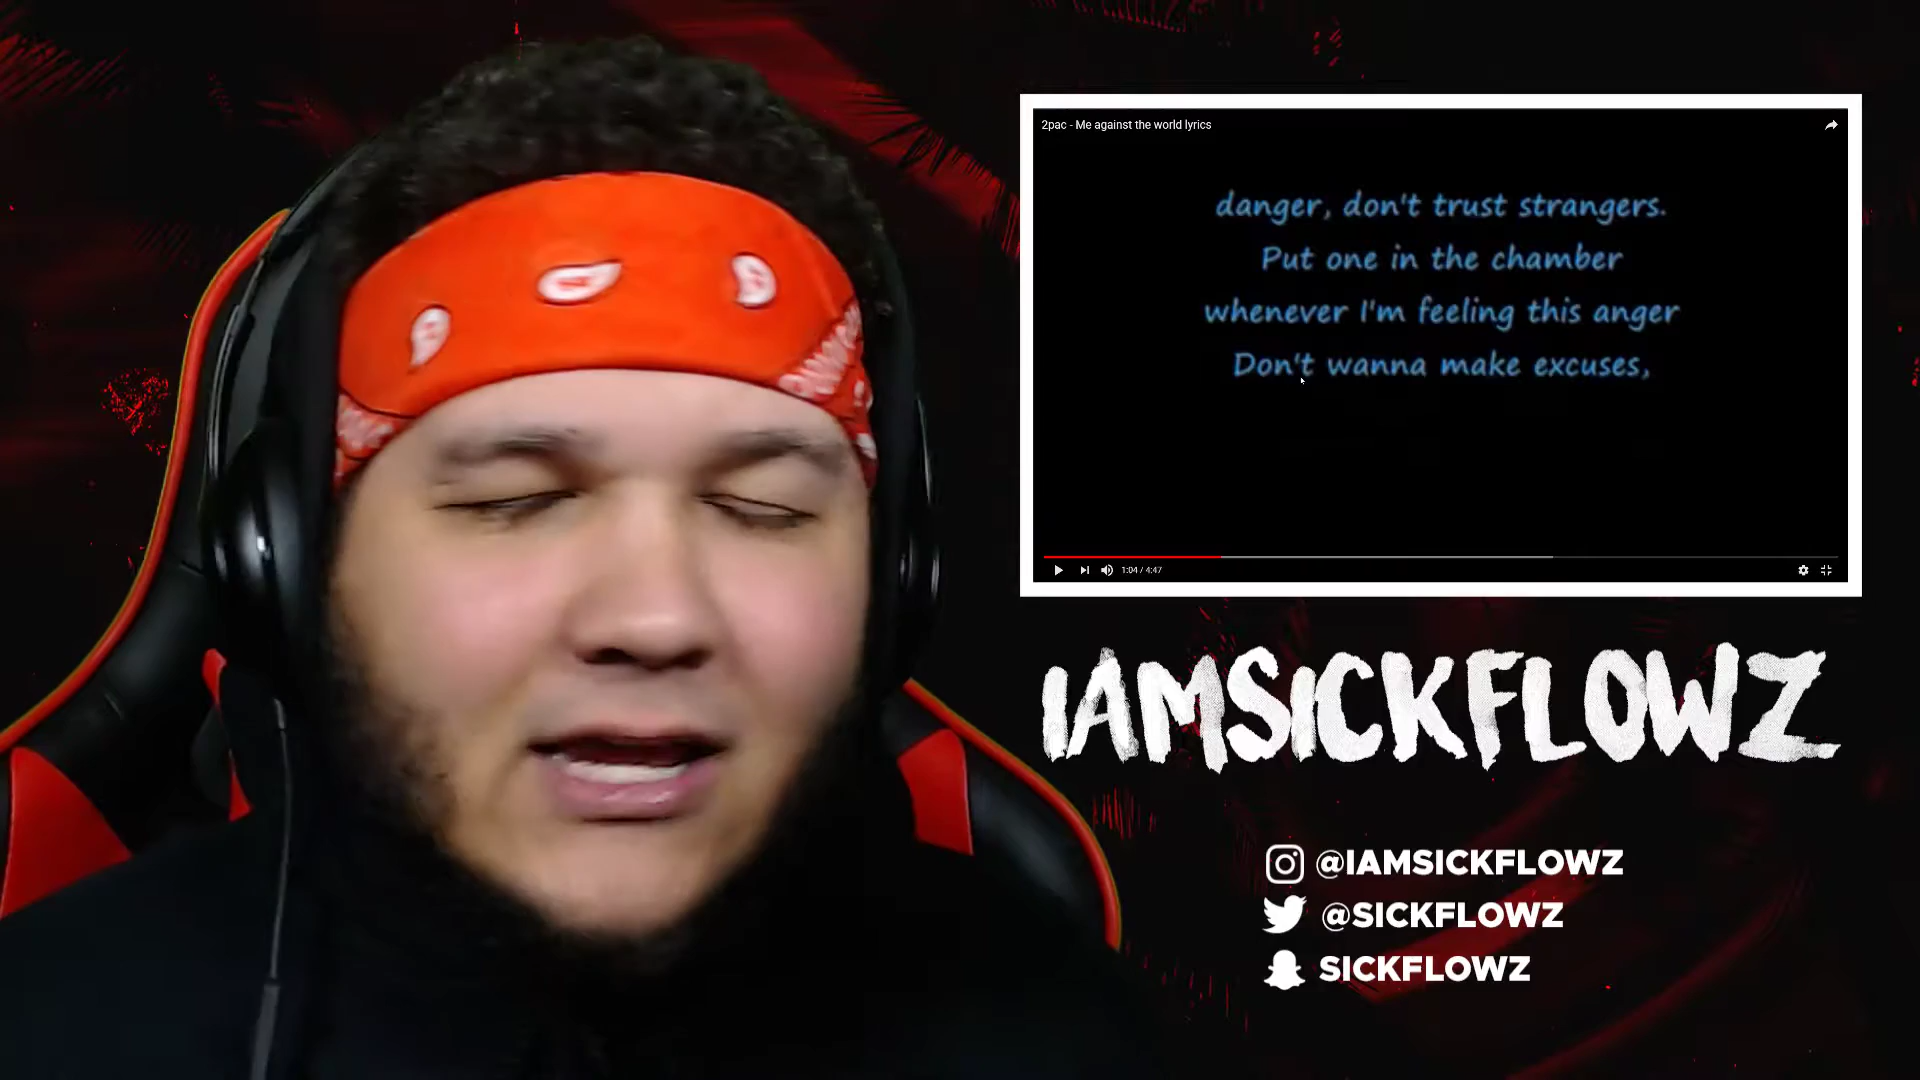 2pac - Me against the world lyrics
danger, don't trust strangers.
Put one in the chamber
whenever I'm feeling this anger
Don't wanna make excuses,
1:04 / 4:47
IAMSICKFLOWZ
@IAMSICKFLOWZ
@SICKFLOWZ
SICKFLOWZ